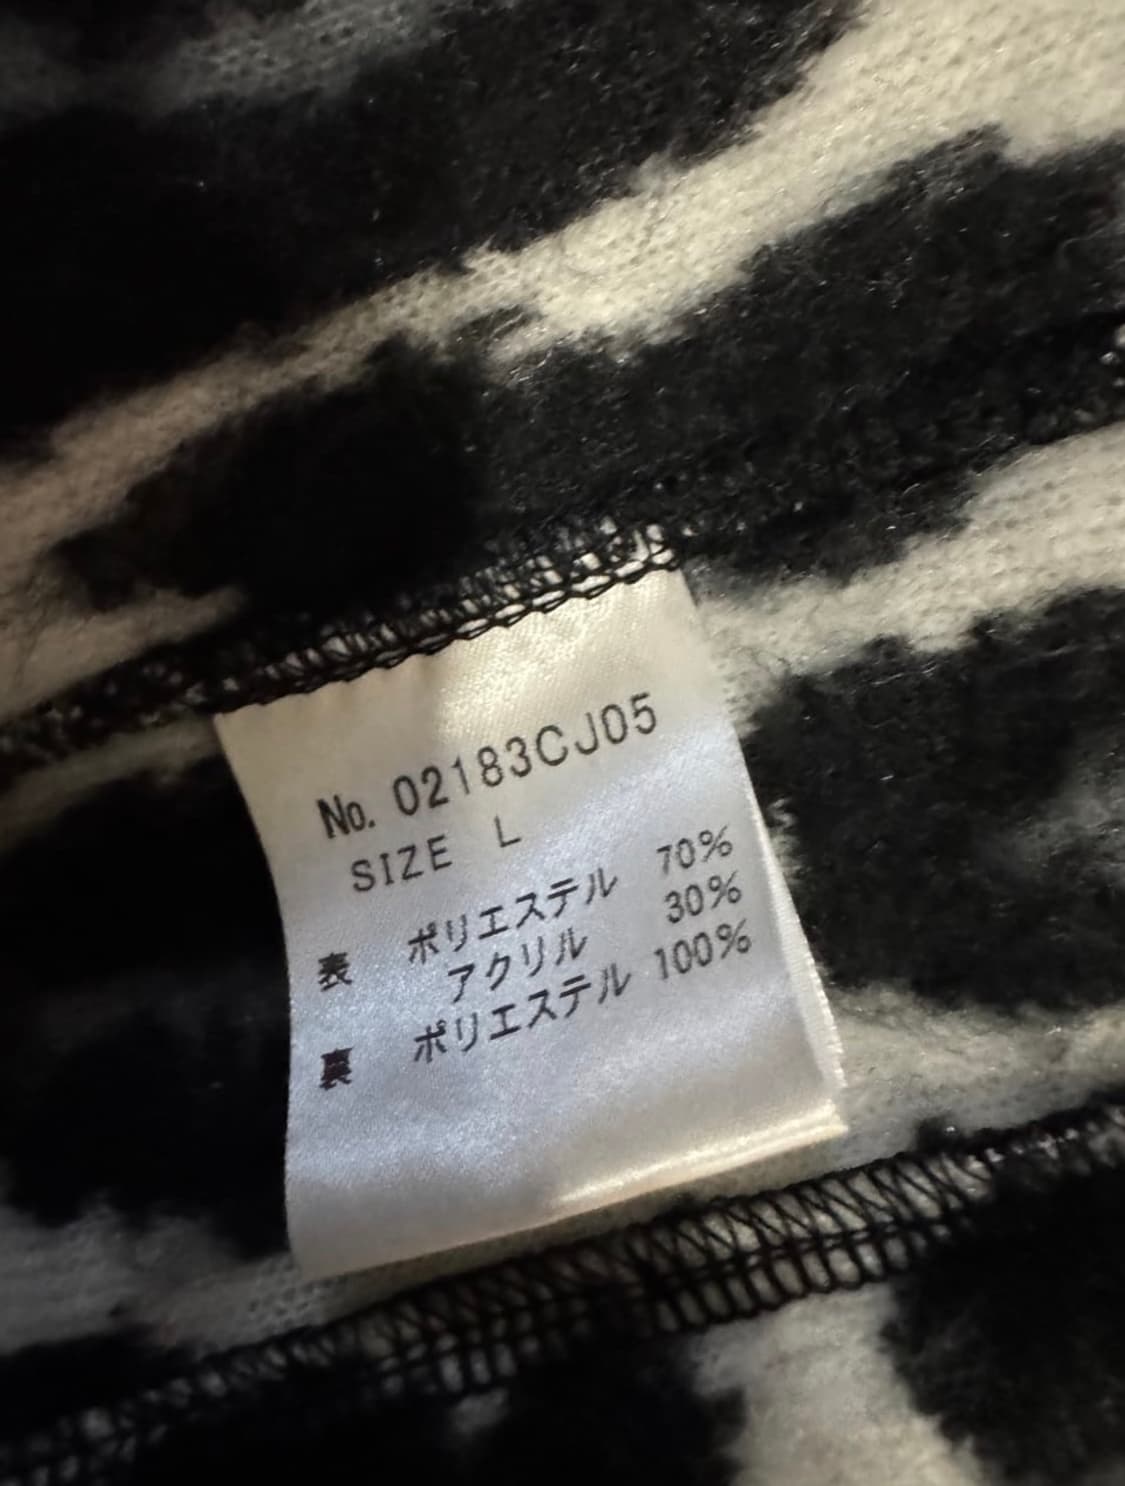 No. 02183CJ05
SIZE L
表 ポリエステル 70%
アクリル 30%
裏 ポリエステル 100%